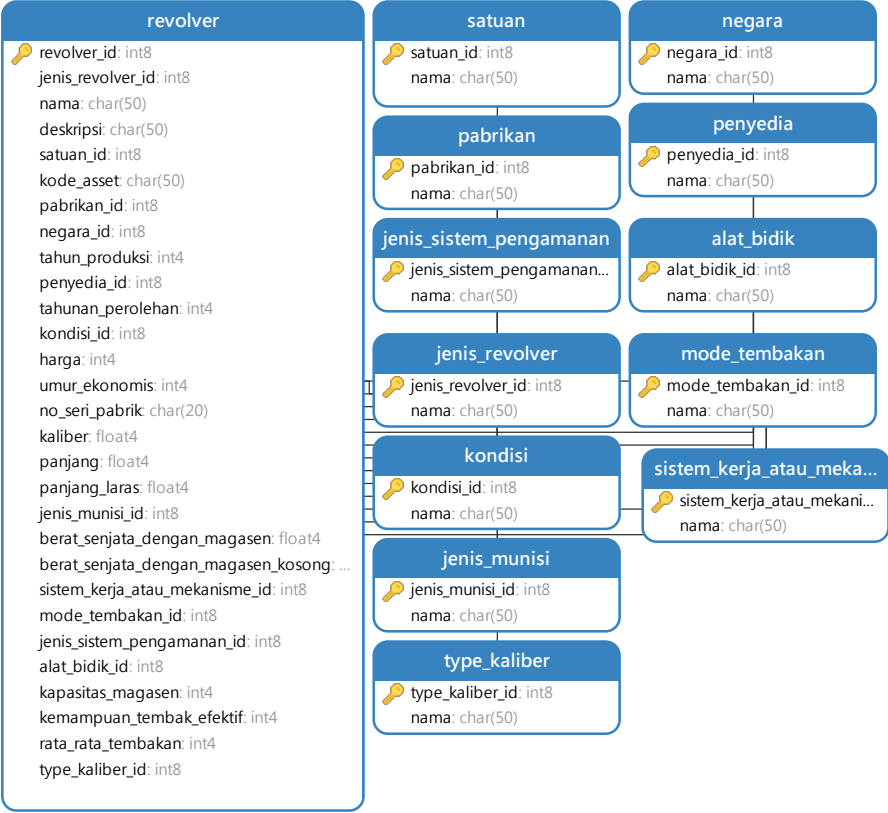 revolver
revolver_id: int8
jenis_revolver_id: int8
nama: char(50)
deskripsi: char(50)
satuan_id: int8
kode_asset: char(50)
pabrikan_id: int8
negara_id: int8
tahun_produksi: int4
penyedia_id: int8
tahunan_perolehan: int4
kondisi_id: int8
harga: int4
umur_ekonomis: int4
no_seri_pabrik: char(20)
kaliber: float4
panjang: float4
panjang_laras: float4
jenis_munisi_id: int8
berat_senjata_dengan_magasen: float4
berat_senjata_dengan_magasen_kosong: ...
sistem_kerja_atau_mekanisme_id: int8
mode_tembakan_id: int8
jenis_sistem_pengamanan_id: int8
alat_bidik_id: int8
kapasitas_magasen: int4
kemampuan_tembak_efektif: int4
rata_rata_tembakan: int4
type_kaliber_id: int8
satuan
satuan_id: int8
nama: char(50)
pabrikan
pabrikan_id: int8
nama: char(50)
jenis_sistem_pengamanan
jenis_sistem_pengamanan...
nama: char(50)
jenis_revolver
jenis_revolver_id: int8
nama: char(50)
kondisi
kondisi_id: int8
nama: char(50)
jenis_munisi
jenis_munisi_id: int8
nama: char(50)
type_kaliber
type_kaliber_id: int8
nama: char(50)
negara
negara_id: int8
nama: char(50)
penyedia
penyedia_id: int8
nama: char(50)
alat_bidik
alat_bidik_id: int8
nama: char(50)
mode_tembakan
mode_tembakan_id: int8
nama: char(50)
sistem_kerja_atau_meka...
sistem_kerja_atau_mekani...
nama: char(50)